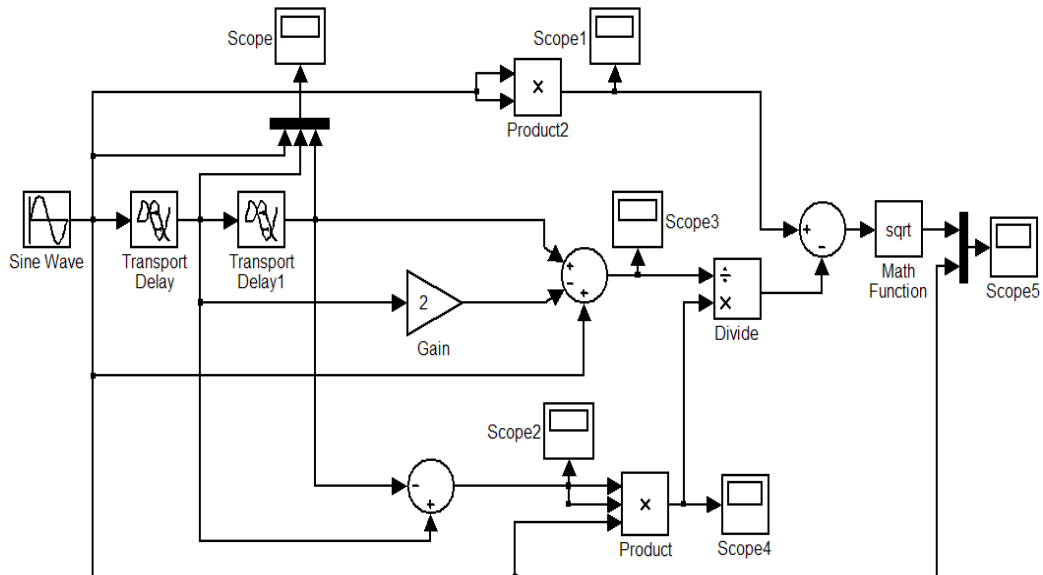 Scope
Scope1
×
Product2
Sine Wave
Transport
Delay
Transport
Delay1
2
Gain
+
-
+
Scope3
÷
×
Divide
+
-
sqrt
Math
Function
Scope5
Scope2
-
+
×
Product
Scope4